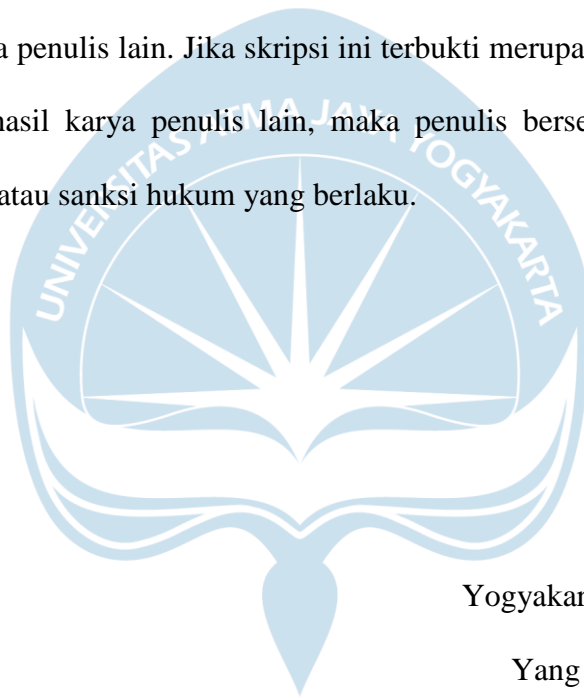 a penulis lain. Jika skripsi ini terbukti merupa
hasil karya penulis lain, maka penulis berse
atau sanksi hukum yang berlaku.
UNIVERSITAS ATMA JAYA YOGYAKARTA
Yogyakar
Yang